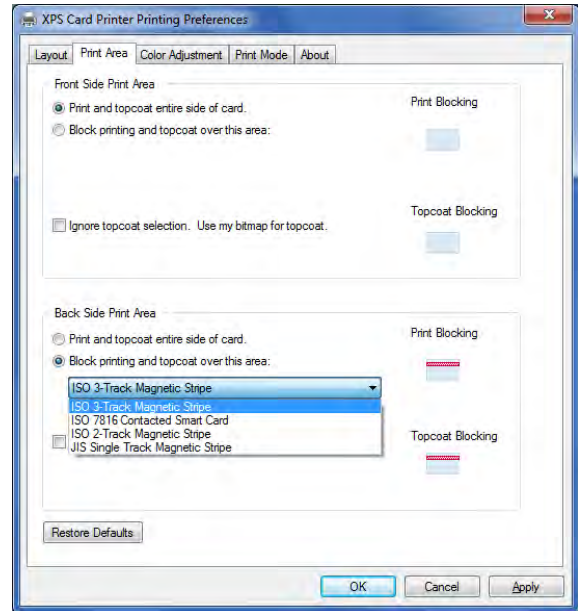 XPS Card Printer Printing Preferences
Layout Print Area Color Adjustment Print Mode About
Front Side Print Area
Print and topcoat entire side of card.
Print Blocking
Block printing and topcoat over this area:
Topcoat Blocking
Ignore topcoat selection. Use my bitmap for topcoat.
Back Side Print Area
Print and topcoat entire side of card.
Print Blocking
Block printing and topcoat over this area:
ISO 3-Track Magnetic Stripe
ISO 3-Track Magnetic Stripe
ISO 7816 Contacted Smart Card
ISO 2-Track Magnetic Stripe
Topcoat Blocking
JIS Single Track Magnetic Stripe
Restore Defaults
OK Cancel Apply